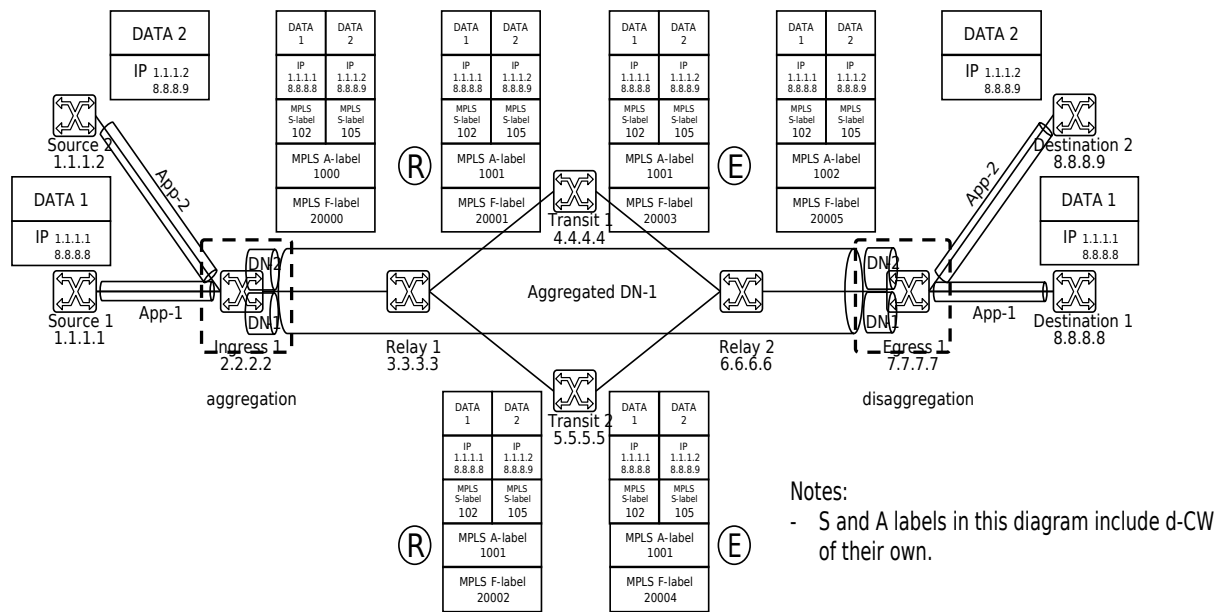 DATA 2
IP 1.1.1.2
8.8.8.9
Source 2
1.1.1.2
App-2
DATA 1
IP 1.1.1.1
8.8.8.8
Source 1
1.1.1.1
App-1
DATA 1
DATA 2
IP 1.1.1.1 8.8.8.8
IP 1.1.1.2 8.8.8.9
MPLS S-label 102
MPLS S-label 105
MPLS A-label
1000
MPLS F-label
20000
R
DATA 1
DATA 2
IP 1.1.1.1 8.8.8.8
IP 1.1.1.2 8.8.8.9
MPLS S-label 102
MPLS S-label 105
MPLS A-label
1001
MPLS F-label
20001
DATA 1
DATA 2
IP 1.1.1.1 8.8.8.8
IP 1.1.1.2 8.8.8.9
MPLS S-label 102
MPLS S-label 105
MPLS A-label
1001
MPLS F-label
20003
E
DATA 1
DATA 2
IP 1.1.1.1 8.8.8.8
IP 1.1.1.2 8.8.8.9
MPLS S-label 102
MPLS S-label 105
MPLS A-label
1002
MPLS F-label
20005
DATA 2
IP 1.1.1.2
8.8.8.9
Destination 2
8.8.8.9
App-2
DATA 1
IP 1.1.1.1
8.8.8.8
Transit 1
4.4.4.4
DN2
DN-1
Ingress 1
2.2.2.2
aggregation
Relay 1
3.3.3.3
Aggregated DN-1
Relay 2
6.6.6.6
DN2
DN-1
Egress 1
7.7.7.7
disaggregation
App-1
Destination 1
8.8.8.8
Transit 2
5.5.5.5
R
DATA 1
DATA 2
IP 1.1.1.1 8.8.8.8
IP 1.1.1.2 8.8.8.9
MPLS S-label 102
MPLS S-label 105
MPLS A-label
1001
MPLS F-label
20002
DATA 1
DATA 2
IP 1.1.1.1 8.8.8.8
IP 1.1.1.2 8.8.8.9
MPLS S-label 102
MPLS S-label 105
MPLS A-label
1001
MPLS F-label
20004
E
Notes:
- S and A labels in this diagram include d-CW
of their own.